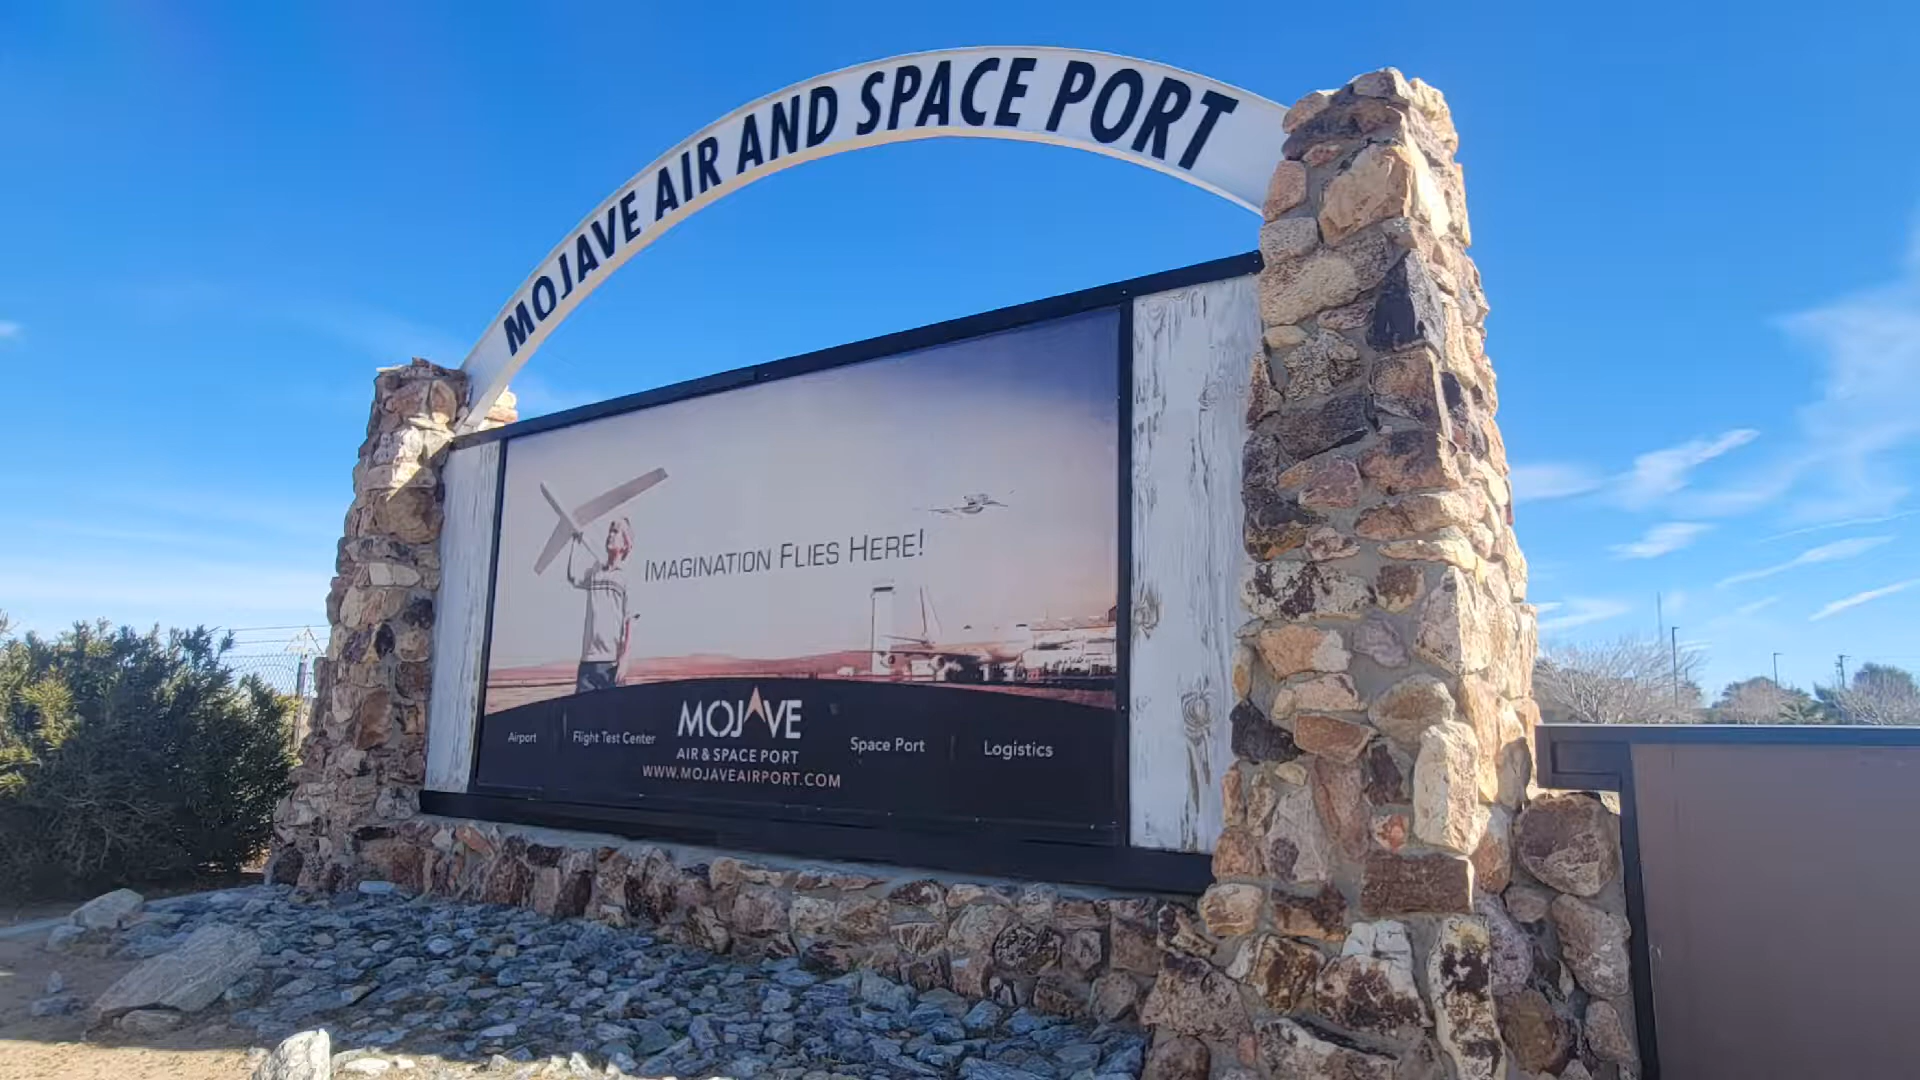 MOJAVE AIR AND SPACE PORT
IMAGINATION FLIES HERE!
MOJAVE
AIR & SPACE PORT
WWW.MOJAVEAIRPORT.COM
Airport
Flight Test Center
Space Port
Logistics